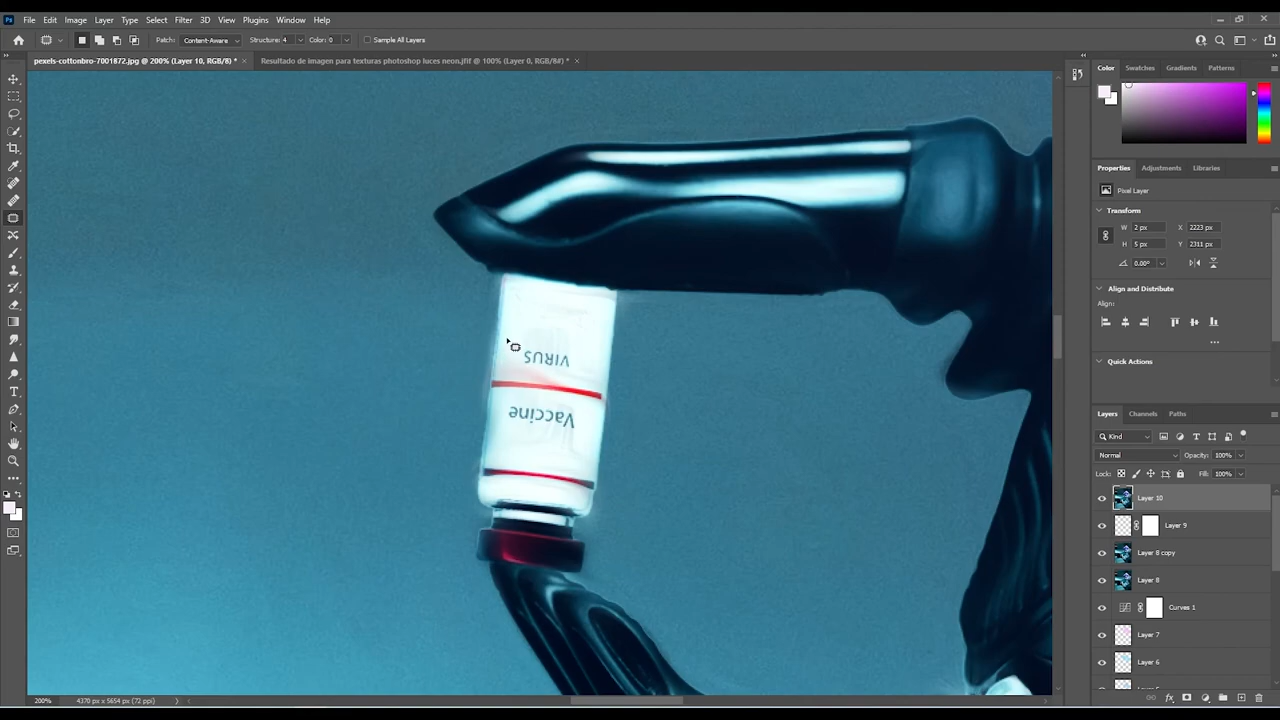 Ps File Edit Image Layer Type Select Filter 3D View Plugins Window Help
Patch: Content-Aware Structure: 4 Color: 0 Sample All Layers
pexels-cottonbro-7001872.jpg @ 200% (Layer 10, RGB/8) * × Resultado de imagen para texturas photoshop luces neon.jfif @ 100% (Layer 0, RGB/8#) * ×
Color Swatches Gradients Patterns
Properties Adjustments Libraries
Pixel Layer
Transform
W 2 px X 2223 px
H 5 px Y 2311 px
0.00°
Align and Distribute
Align:
Quick Actions
VIRUS
Vaccine
Layers Channels Paths
Kind
Normal Opacity: 100%
Lock: Fill: 100%
Layer 10
Layer 9
Layer 8 copy
Layer 8
Curves 1
Layer 7
Layer 6
200% 4370 px x 5654 px (72 ppi)